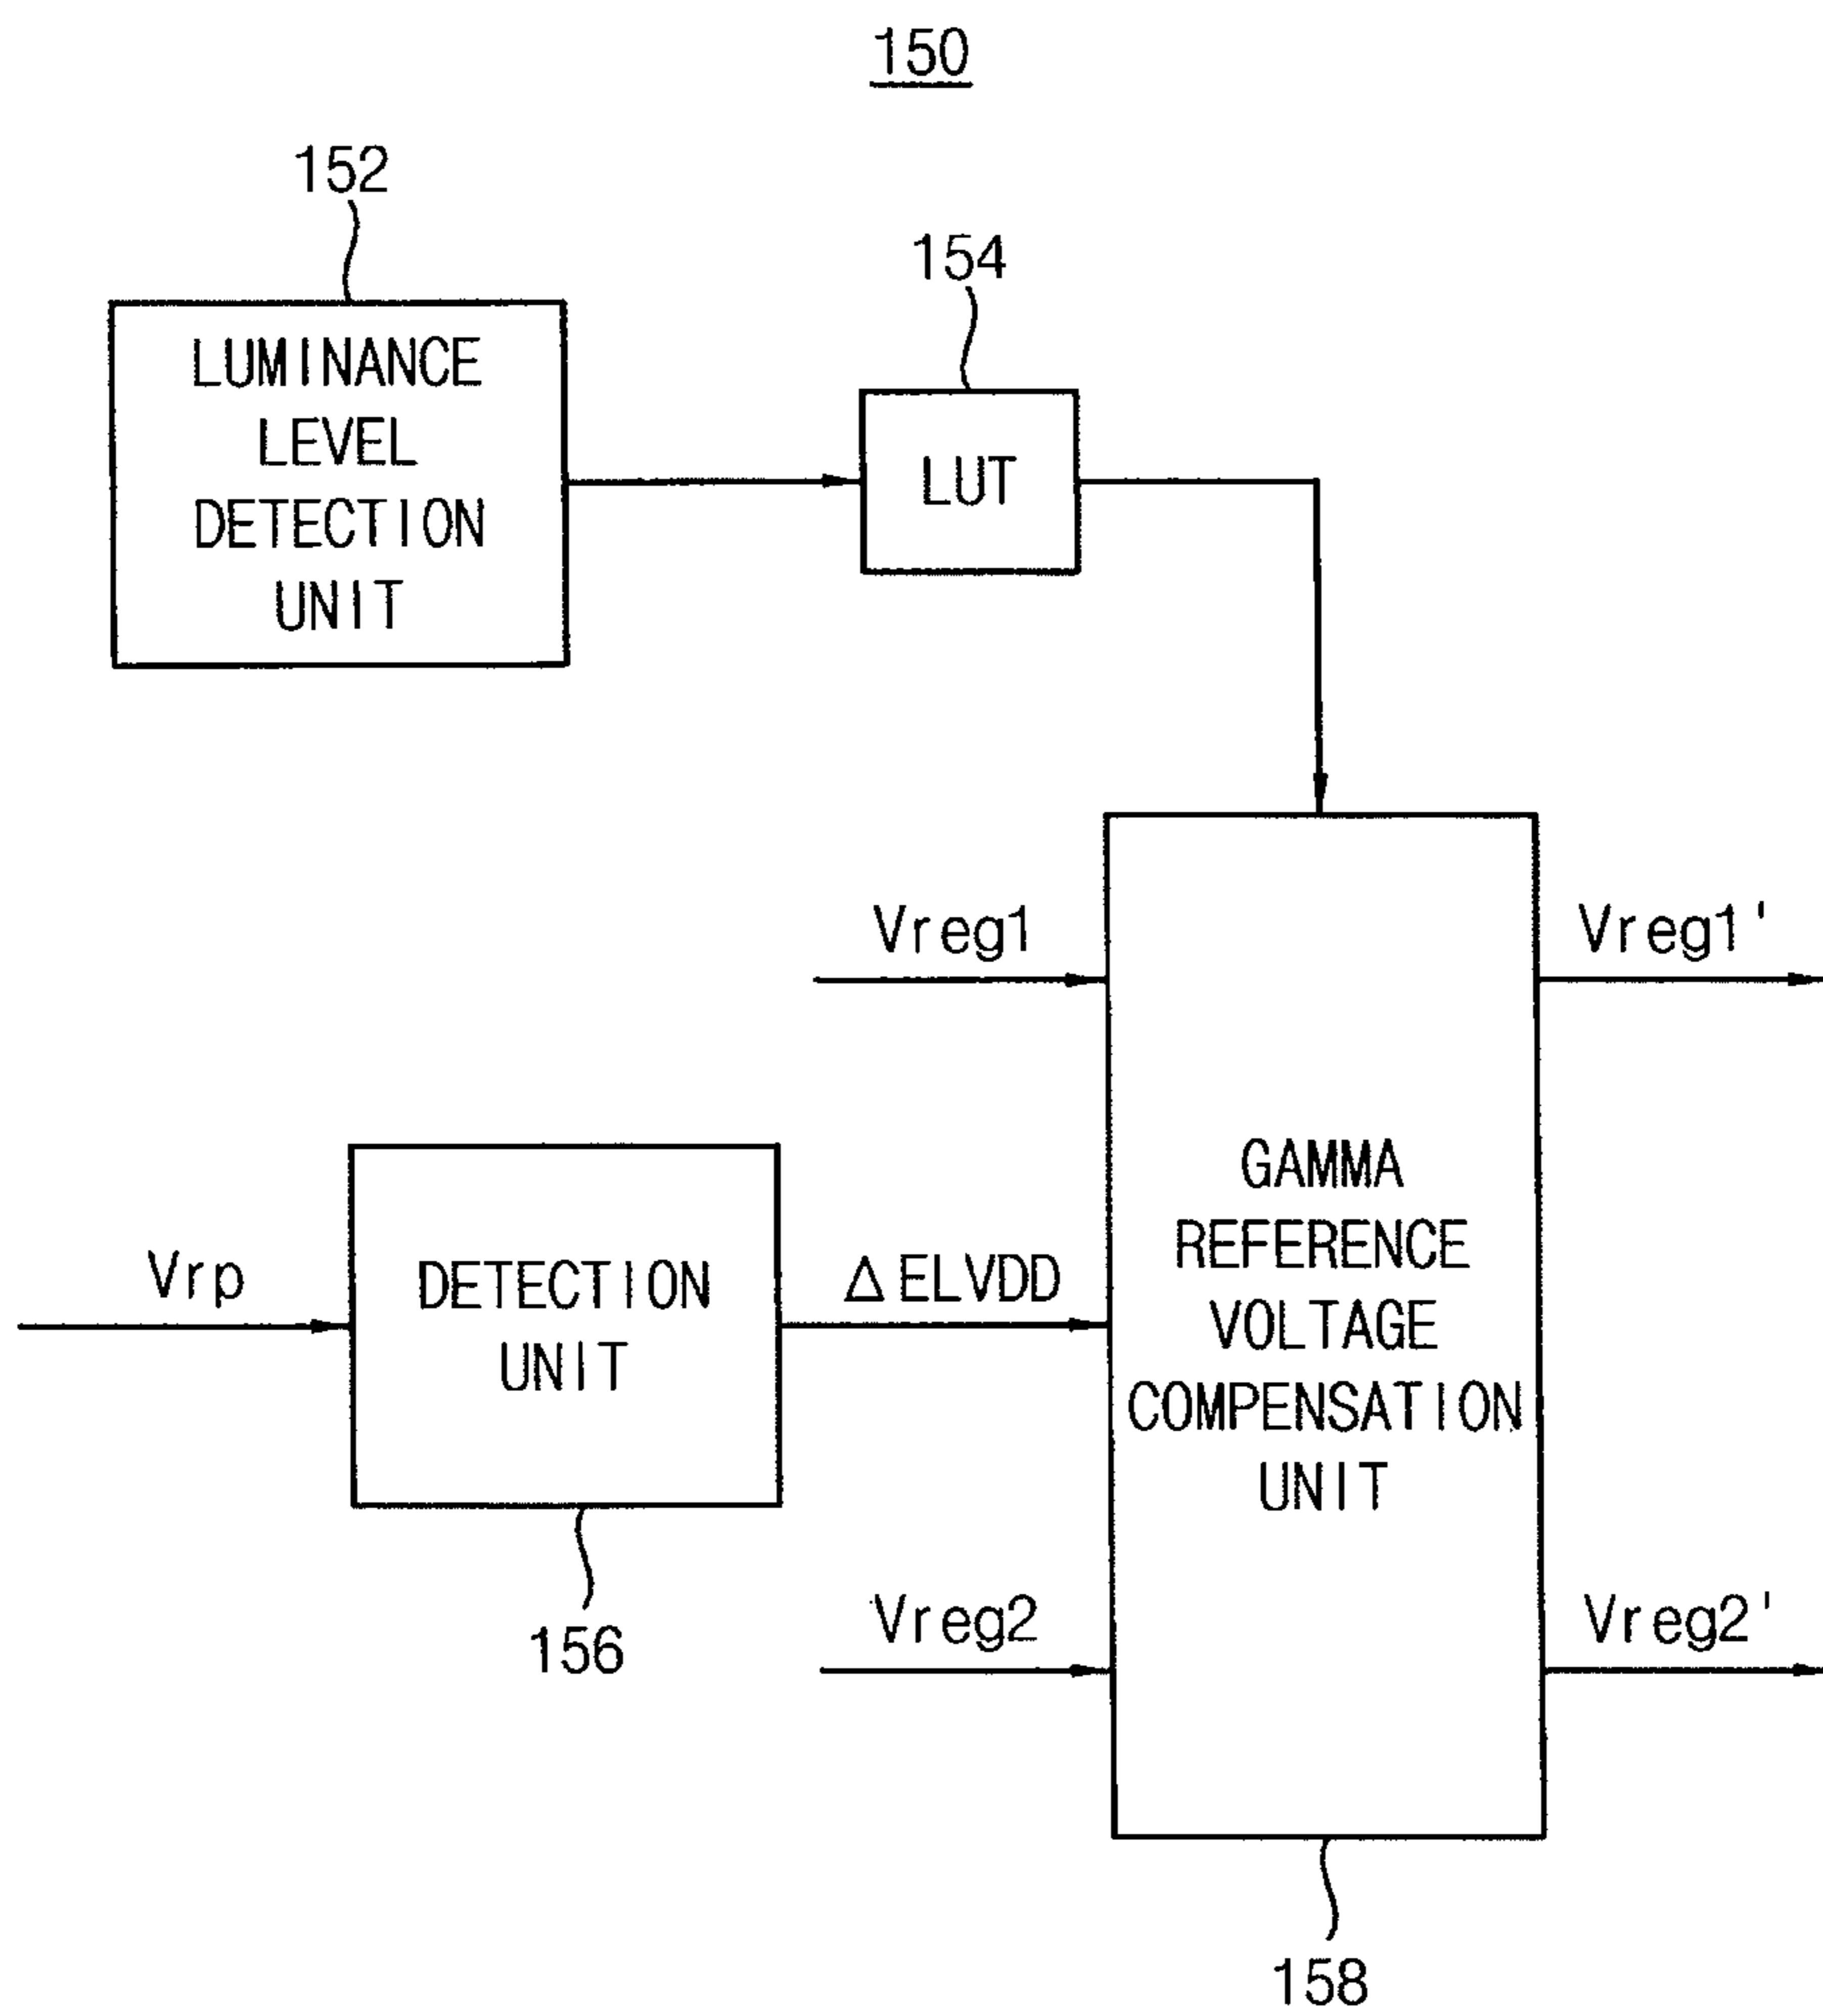 150
152
LUMINANCE
LEVEL
DETECTION
UNIT
154
LUT
Vreg1
Vreg1'
Vrp
DETECTION
UNIT
156
ΔELVDD
GAMMA
REFERENCE
VOLTAGE
COMPENSATION
UNIT
Vreg2
Vreg2'
158